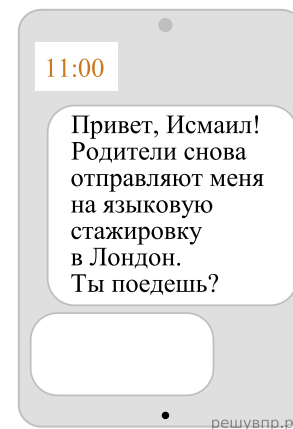 11:00
Привет, Исмаил!
Родители снова
отправляют меня
на языковую
стажировку
в Лондон.
Ты поедешь?
решувпр.р